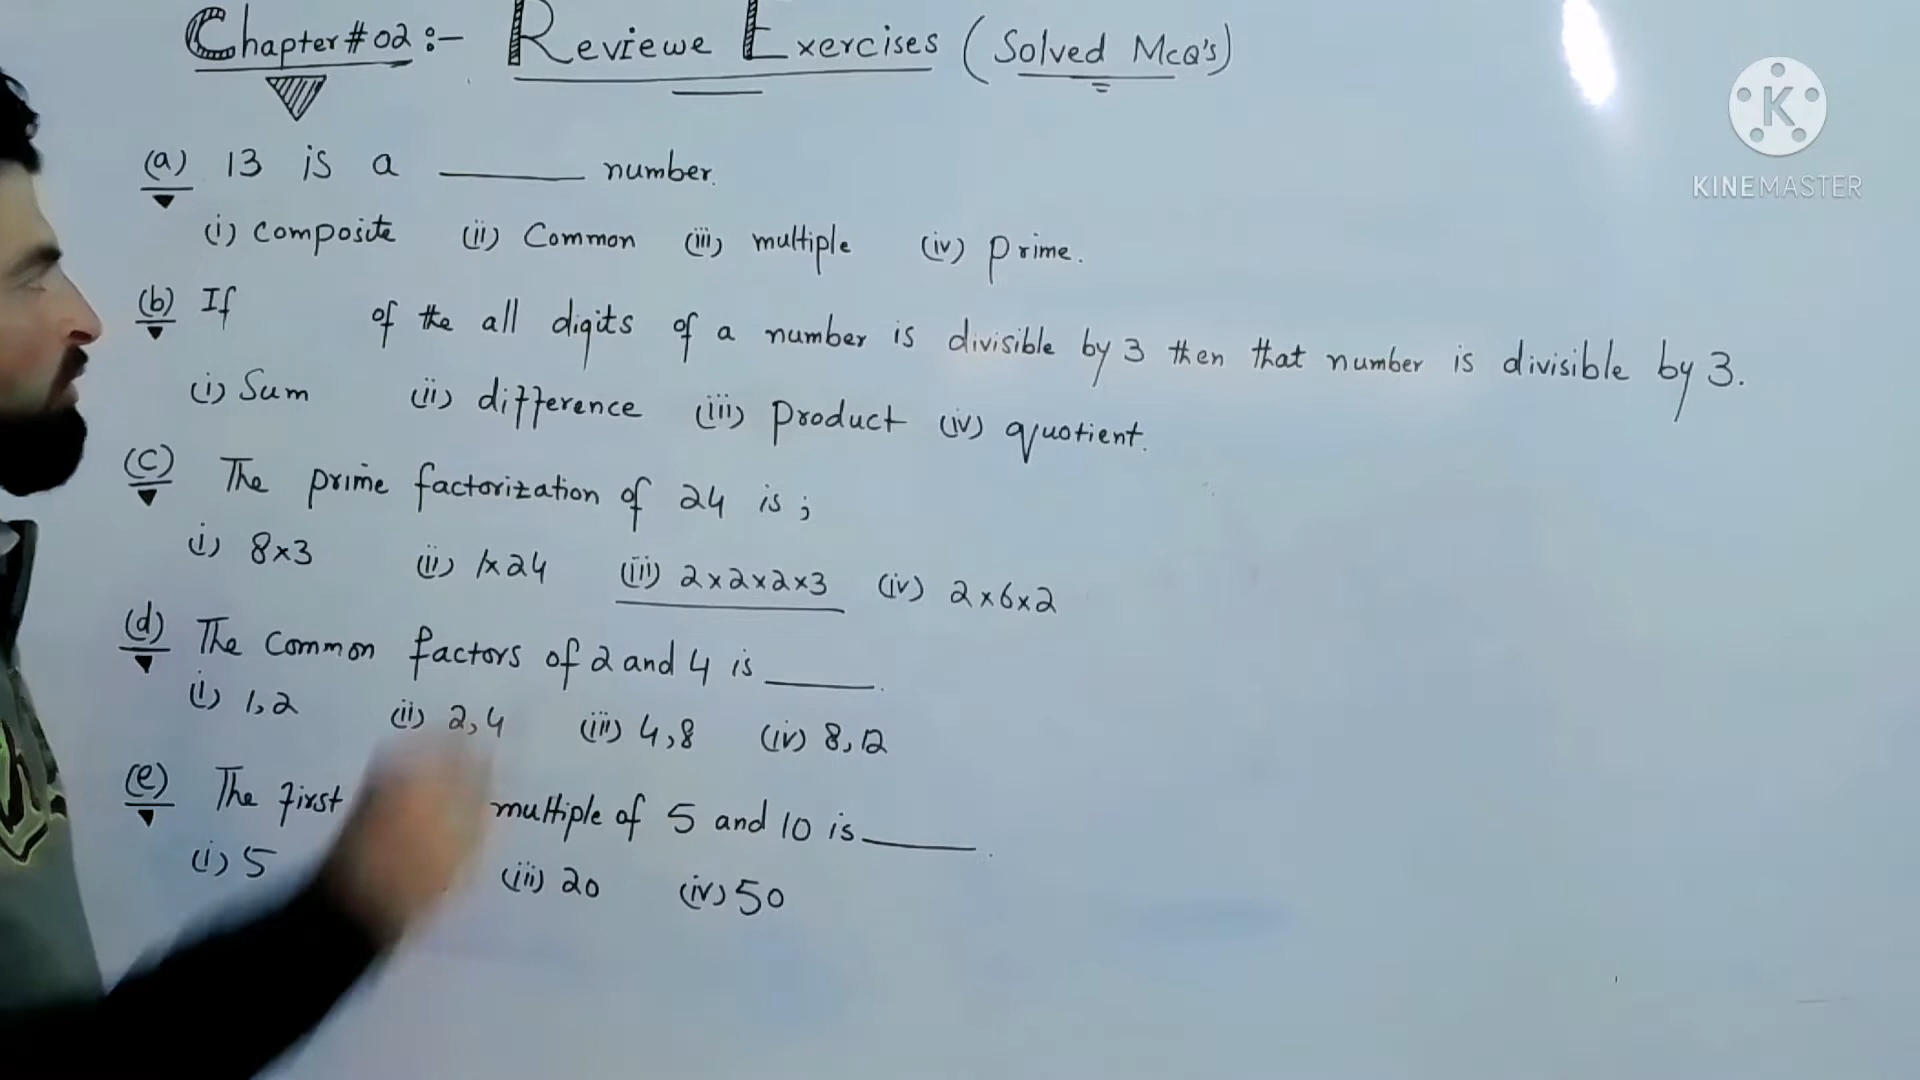 Chapter # 02 :- Reviewe Exercises (Solved McQ's)
K
KINEMASTER
(a) 13 is a ______ number.
(i) composite (ii) Common (iii) multiple (iv) prime.
(b) If of the all digits of a number is divisible by 3 then that number is divisible by 3.
(i) Sum (ii) difference (iii) product (iv) quotient.
(c) The prime factorization of 24 is ;
(i) 8×3 (ii) 1×24 (iii) 2×2×2×3 (iv) 2×6×2
(d) The Common factors of 2 and 4 is ______.
(i) 1,2 (ii) 2,4 (iii) 4,8 (iv) 8,12
(e) The first multiple of 5 and 10 is ______.
(i) 5 (iii) 20 (iv) 50